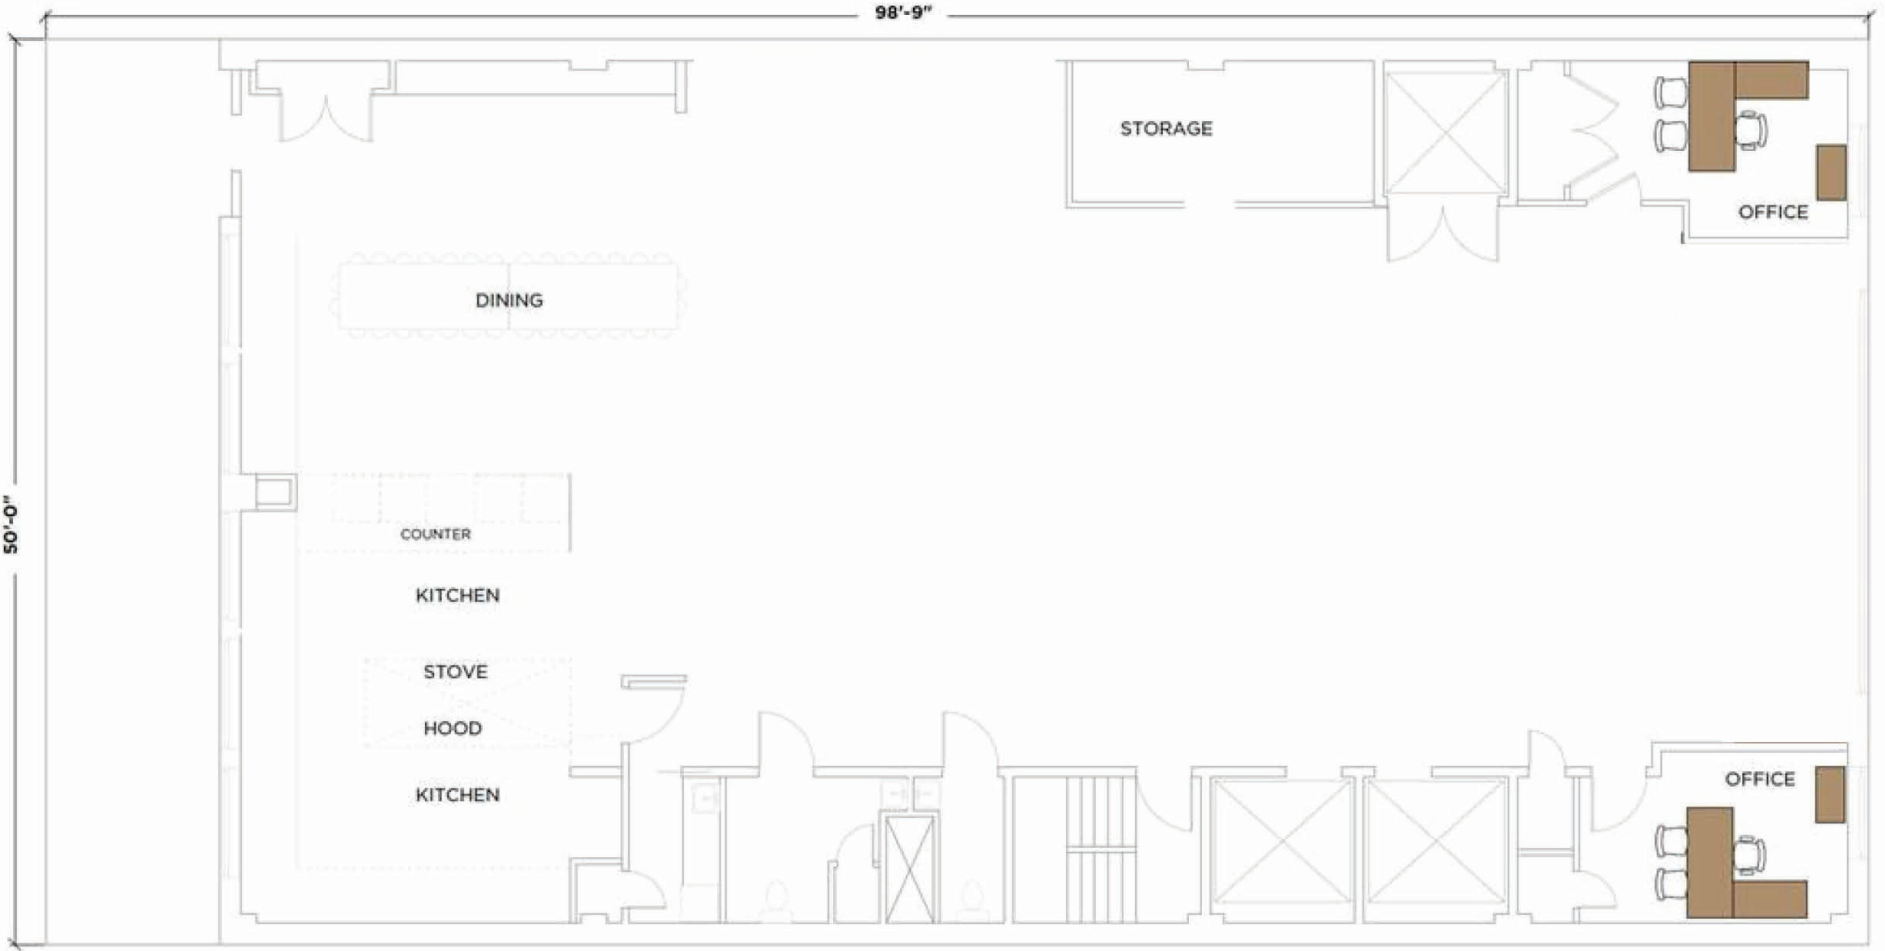 98'-9"
STORAGE
OFFICE
DINING
50'-0"
COUNTER
KITCHEN
STOVE
HOOD
KITCHEN
OFFICE